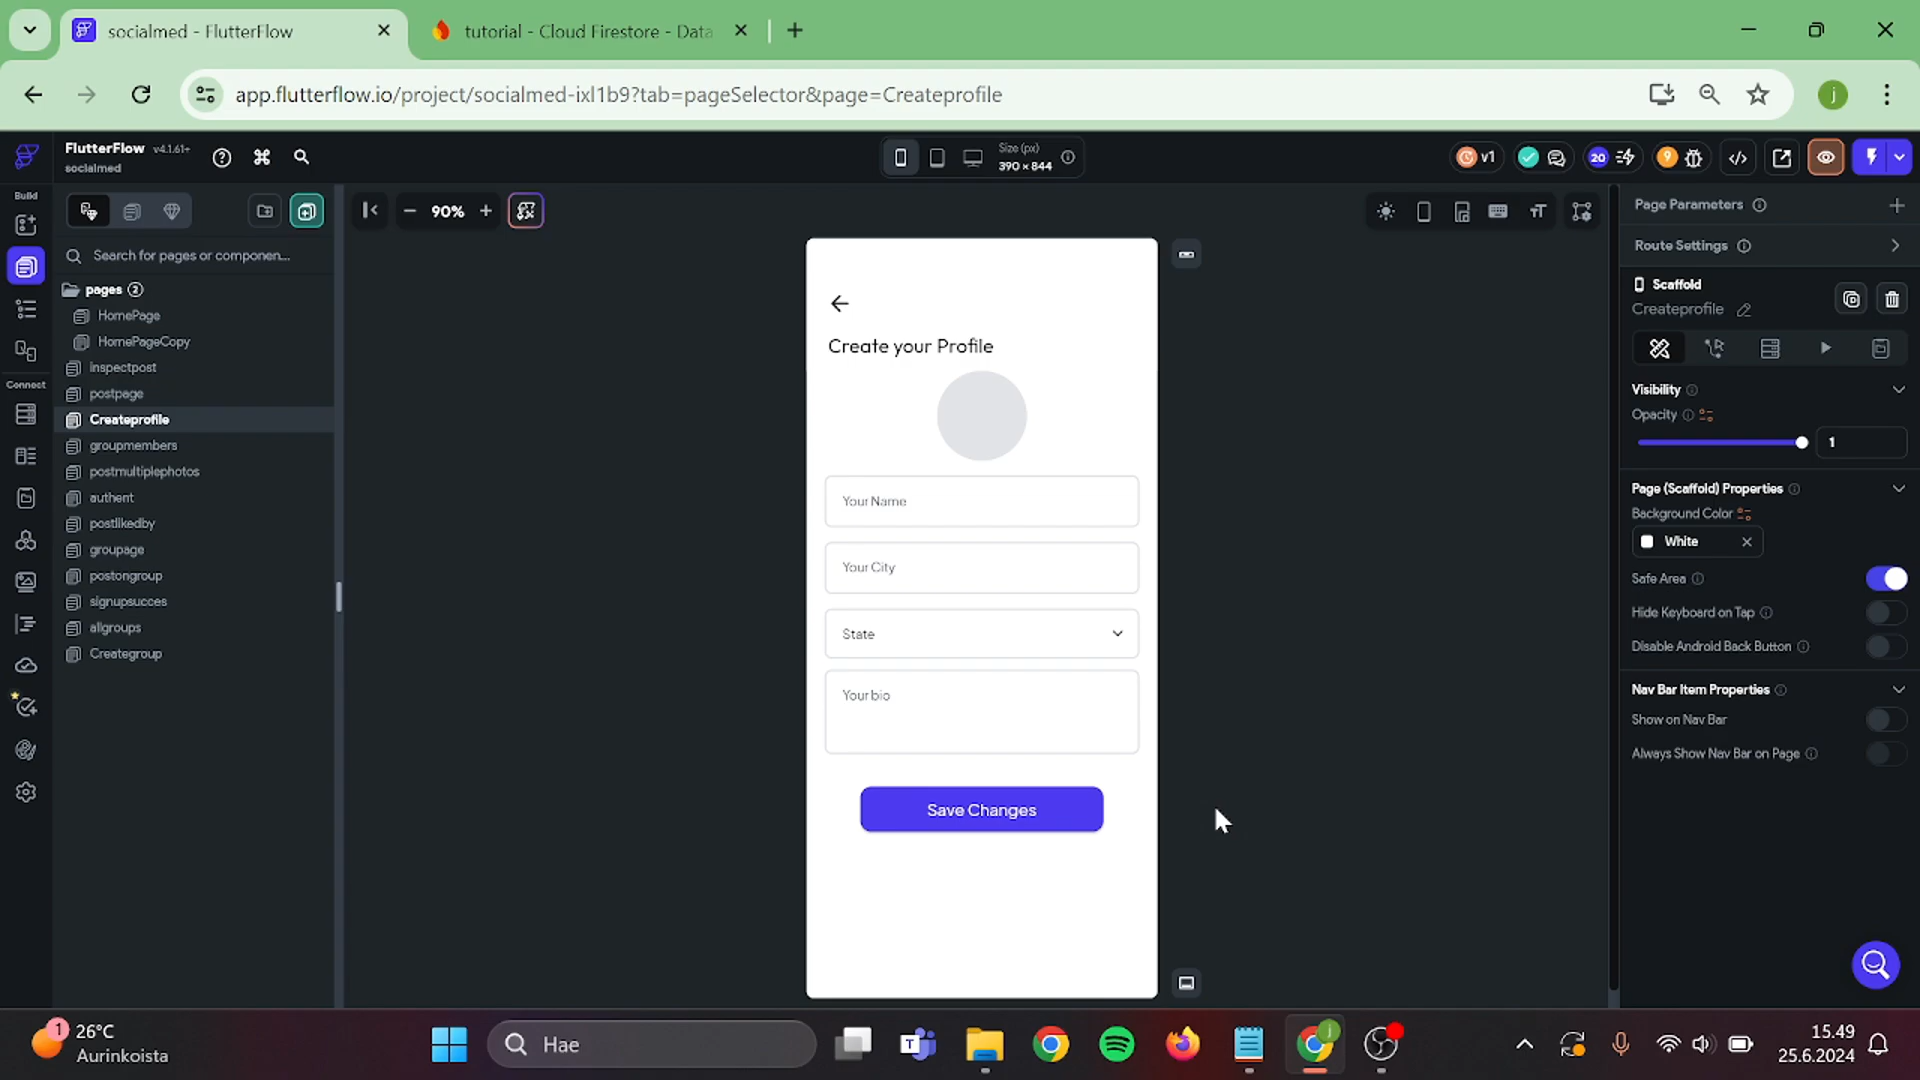 socialmed - FlutterFlow
tutorial - Cloud Firestore - Data
app.flutterflow.io/project/socialmed-ixl1b9?tab=pageSelector&page=Createprofile
j
FlutterFlow v4.1.61+
socialmed
Size (px)
390 × 844
v1
20
9
Build
Connect
90%
Search for pages or componen...
pages 2
HomePage
HomePageCopy
inspectpost
postpage
Createprofile
groupmembers
postmultiplephotos
authent
postlikedby
groupage
postongroup
signupsucces
allgroups
Creategroup
Create your Profile
Your Name
Your City
State
Your bio
Save Changes
Page Parameters
Route Settings
Scaffold
Createprofile
Visibility
Opacity
1
Page (Scaffold) Properties
Background Color
White
Safe Area
Hide Keyboard on Tap
Disable Android Back Button
Nav Bar Item Properties
Show on Nav Bar
Always Show Nav Bar on Page
1
26°C
Aurinkoista
Hae
j
15.49
25.6.2024